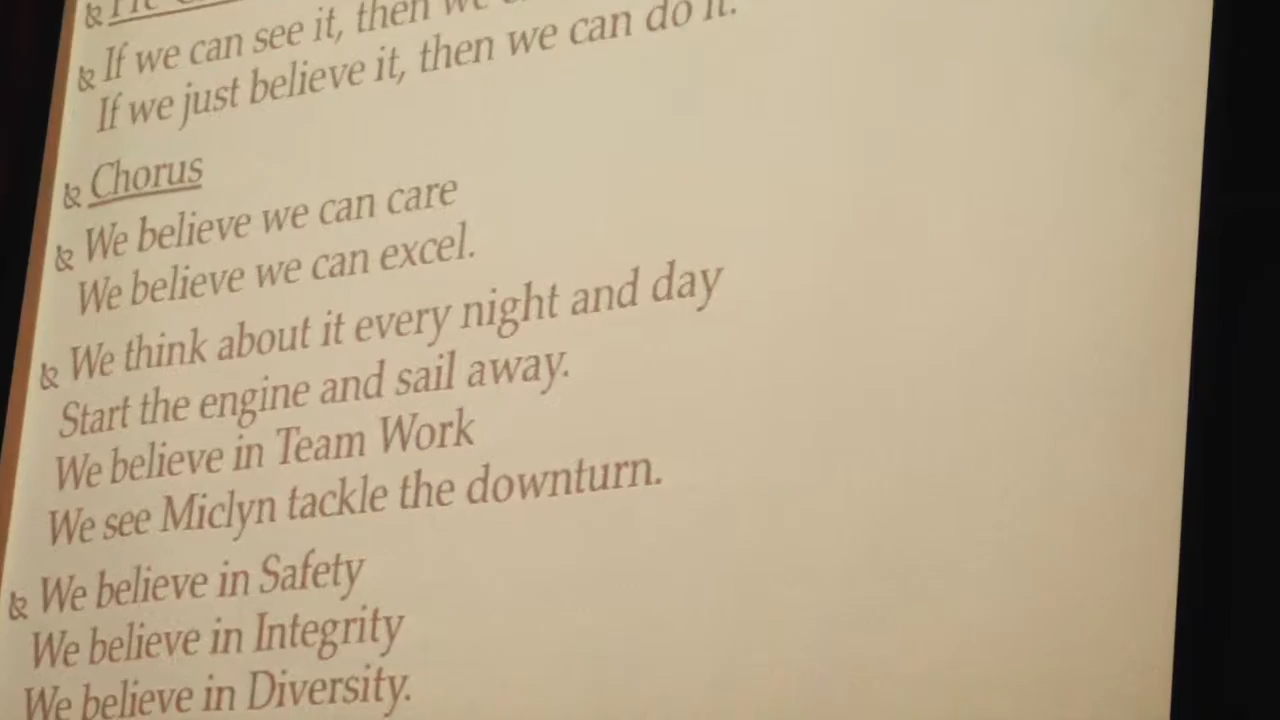 If we can see it, then we
If we just believe it, then we can do it.
Chorus
We believe we can care
We believe we can excel.
We think about it every night and day
Start the engine and sail away.
We believe in Team Work
We see Miclyn tackle the downturn.
We believe in Safety
We believe in Integrity
We believe in Diversity.